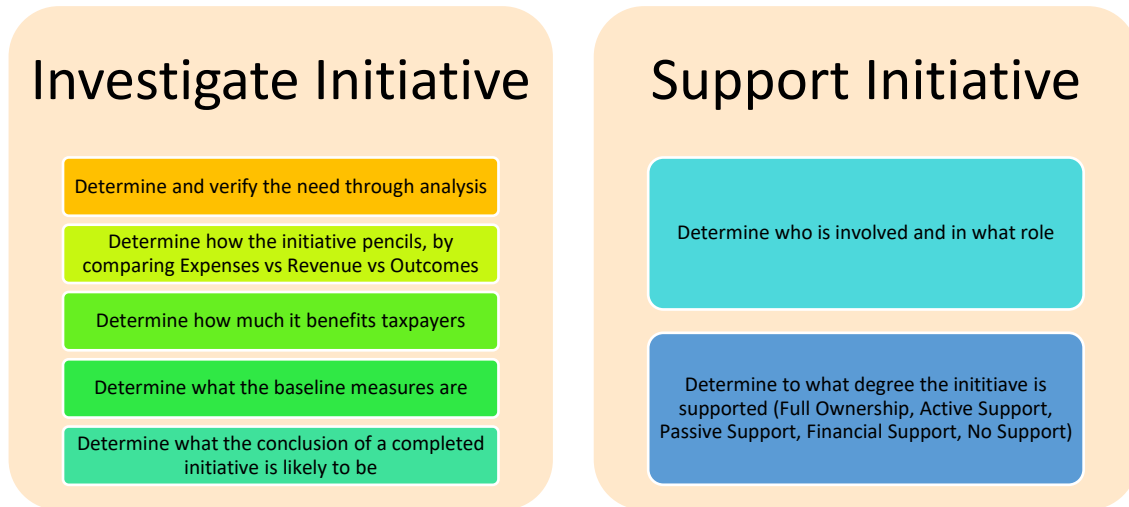 Investigate Initiative
Determine and verify the need through analysis
Determine how the initiative pencils, by
comparing Expenses vs Revenue vs Outcomes
Determine how much it benefits taxpayers
Determine what the baseline measures are
Determine what the conclusion of a completed
initiative is likely to be
Support Initiative
Determine who is involved and in what role
Determine to what degree the inititiave is
supported (Full Ownership, Active Support,
Passive Support, Financial Support, No Support)